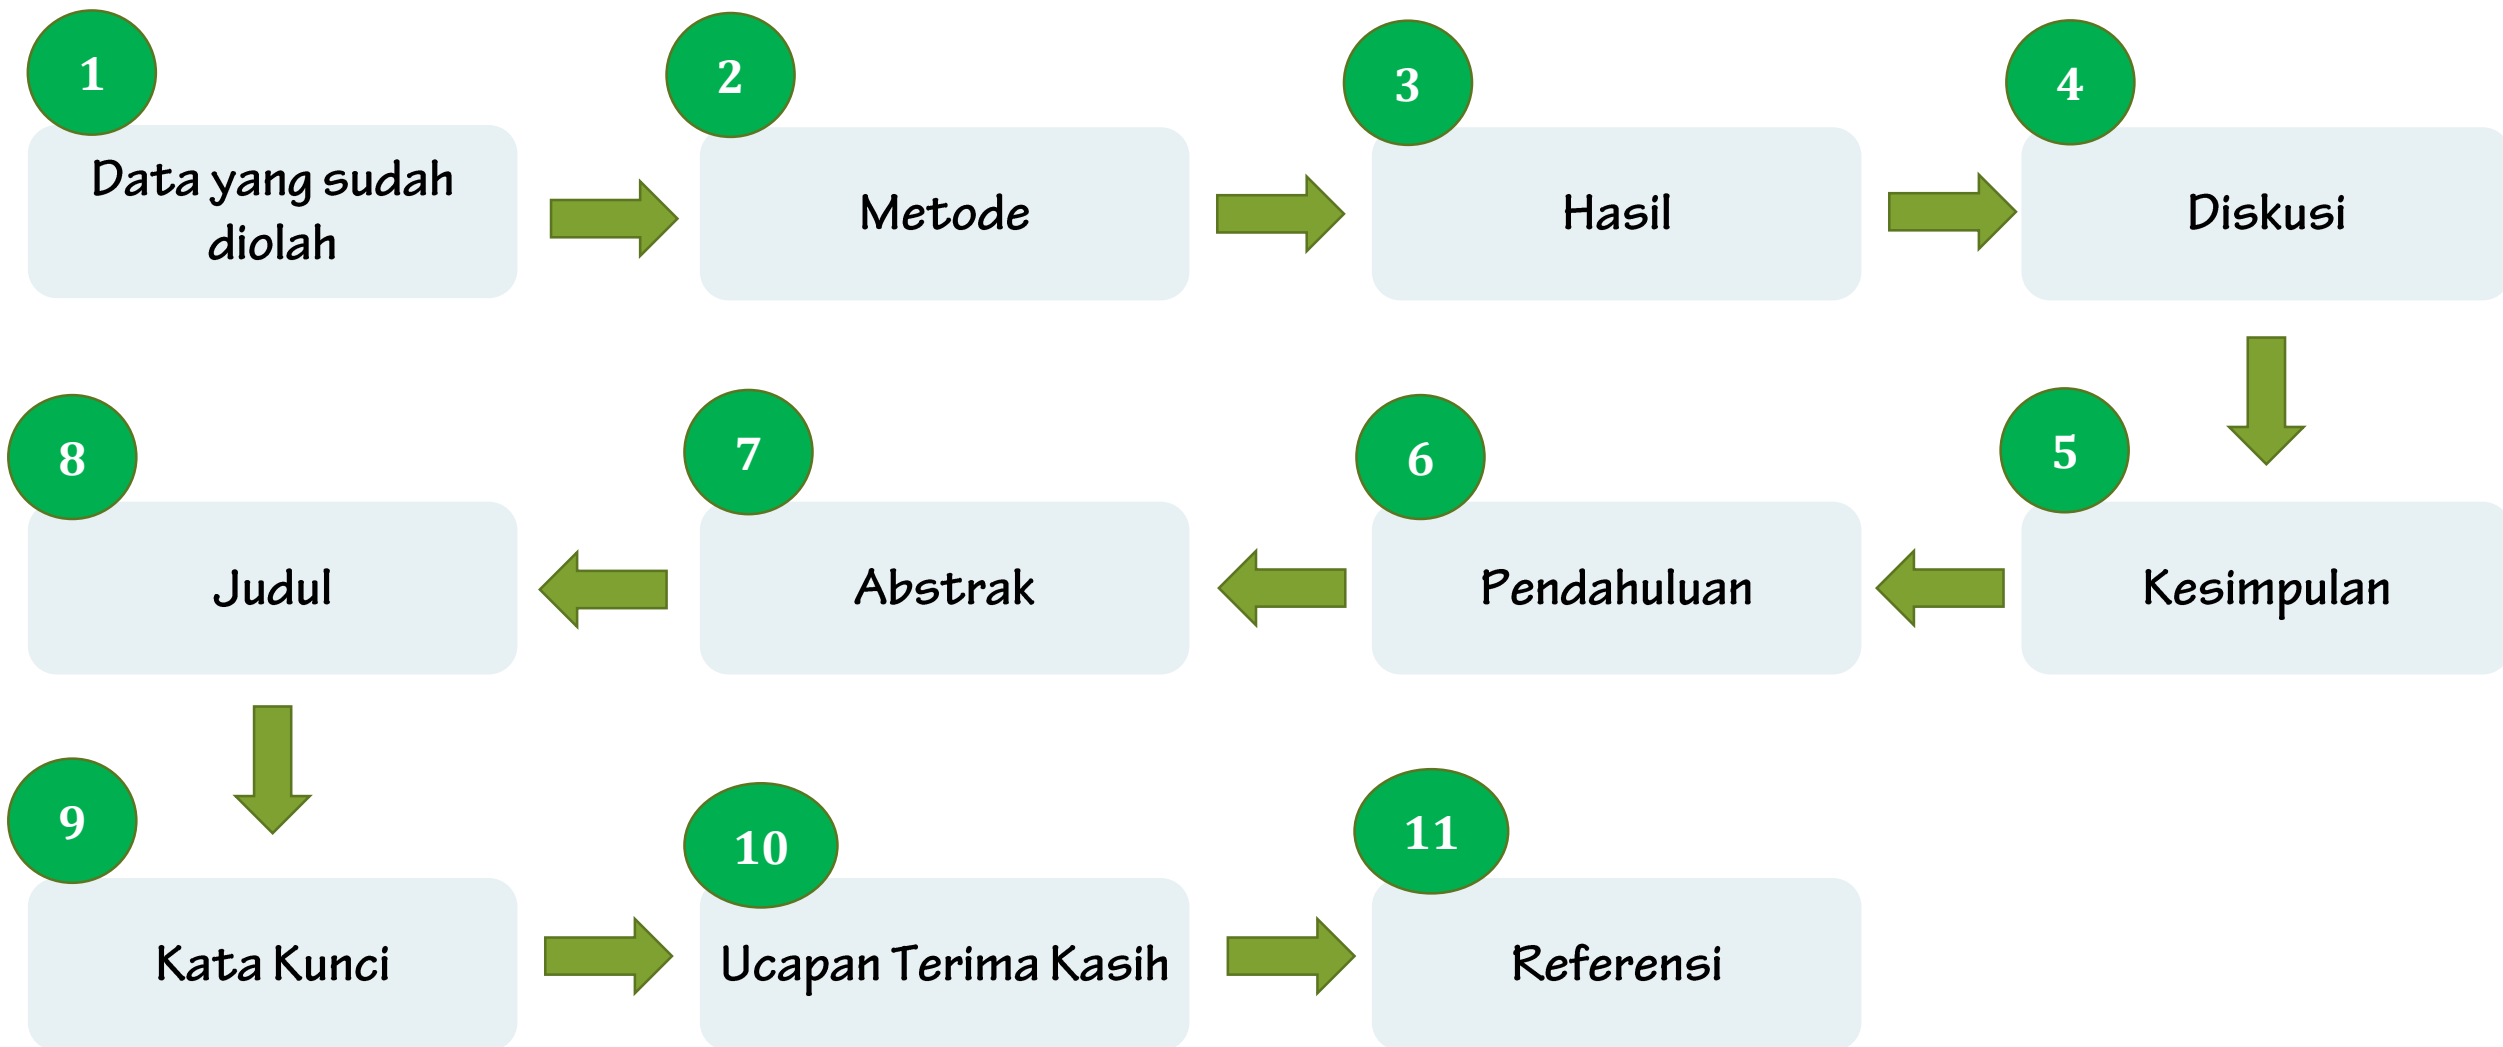 1
Data yang sudah
diolah
2
Metode
3
Hasil
4
Diskusi
5
Kesimpulan
6
Pendahuluan
7
Abstrak
8
Judul
9
Kata Kunci
10
Ucapan Terima Kasih
11
Referensi